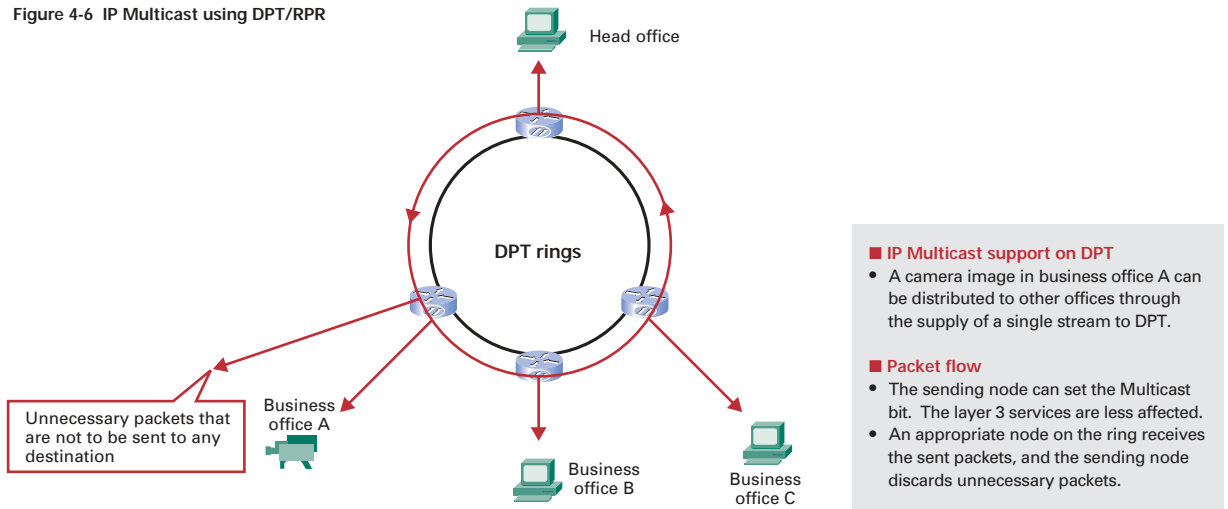 Figure 4-6 IP Multicast using DPT/RPR
Head office
DPT rings
Unnecessary packets that
are not to be sent to any
destination
Business
office A
Business
office B
Business
office C
■ IP Multicast support on DPT
• A camera image in business office A can
be distributed to other offices through
the supply of a single stream to DPT.
■ Packet flow
• The sending node can set the Multicast
bit. The layer 3 services are less affected.
• An appropriate node on the ring receives
the sent packets, and the sending node
discards unnecessary packets.